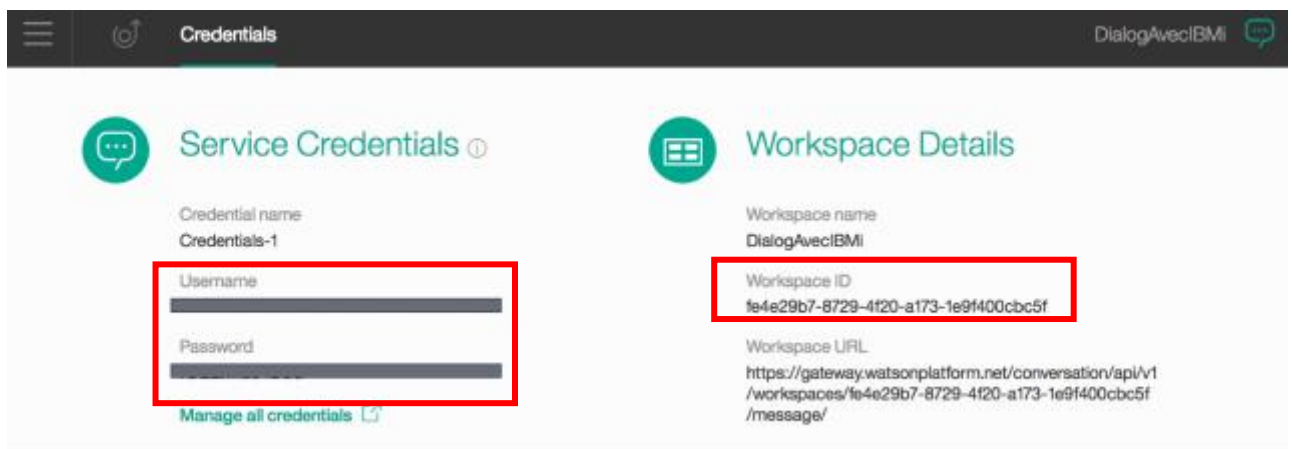 Credentials
DialogAvecIBMi
Service Credentials
Workspace Details
Credential name
Credentials-1
Username
Password
Manage all credentials
Workspace name
DialogAvecIBMi
Workspace ID
fe4e29b7-8729-4f20-a173-1e9f400cbc5f
Workspace URL
https://gateway.watsonplatform.net/conversation/api/v1
/workspaces/fe4e29b7-8729-4f20-a173-1e9f400cbc5f
/message/